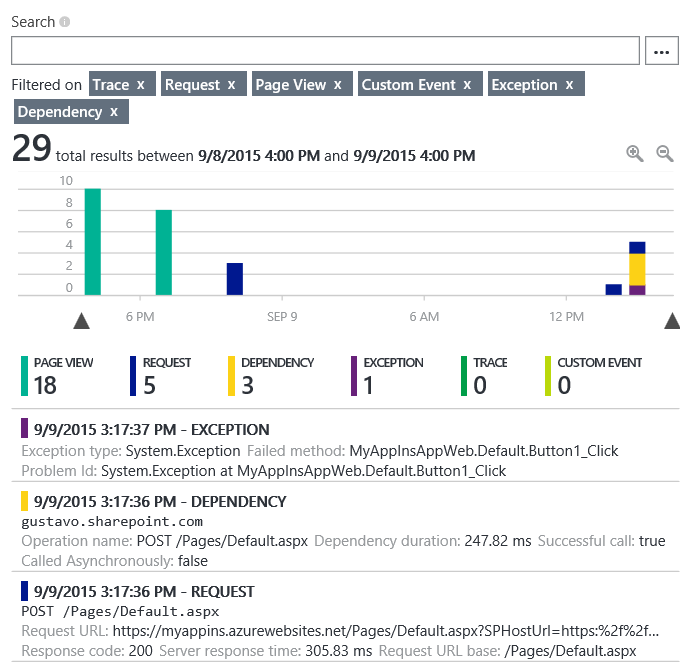 Search
...
Filtered on Trace x Request x Page View x Custom Event x Exception x
Dependency x
29 total results between 9/8/2015 4:00 PM and 9/9/2015 4:00 PM
10
8
6
4
2
0
6 PM SEP 9 6 AM 12 PM
PAGE VIEW REQUEST DEPENDENCY EXCEPTION TRACE CUSTOM EVENT
18 5 3 1 0 0
9/9/2015 3:17:37 PM - EXCEPTION
Exception type: System.Exception Failed method: MyAppInsAppWeb.Default.Button1_Click
Problem Id: System.Exception at MyAppInsAppWeb.Default.Button1_Click
9/9/2015 3:17:36 PM - DEPENDENCY
gustavo.sharepoint.com
Operation name: POST /Pages/Default.aspx Dependency duration: 247.82 ms Successful call: true
Called Asynchronously: false
9/9/2015 3:17:36 PM - REQUEST
POST /Pages/Default.aspx
Request URL: https://myappins.azurewebsites.net/Pages/Default.aspx?SPHostUrl=https:%2f%2f...
Response code: 200 Server response time: 305.83 ms Request URL base: /Pages/Default.aspx